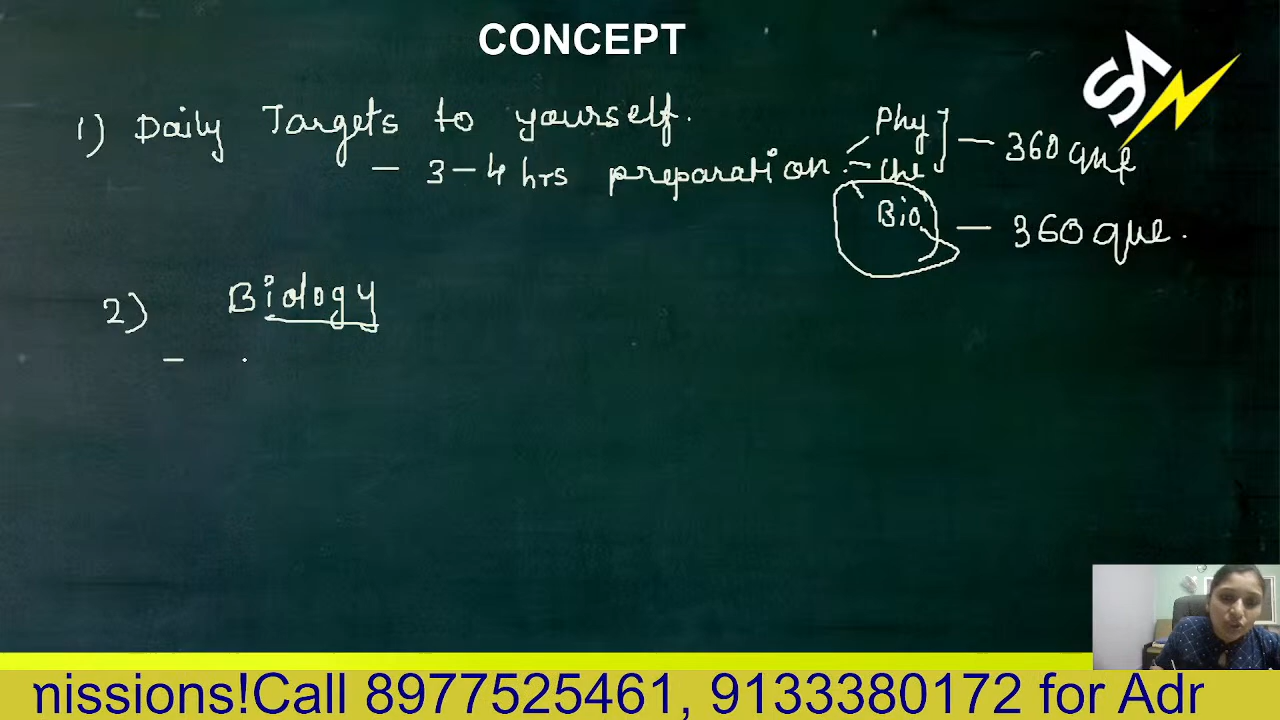 CONCEPT
SAN
1) Daily Targets to yourself.
- 3-4 hrs preparation. Phy Che - 360 que
Bio - 360 que.
2) Biology
-
nissions!Call 8977525461, 9133380172 for Adr